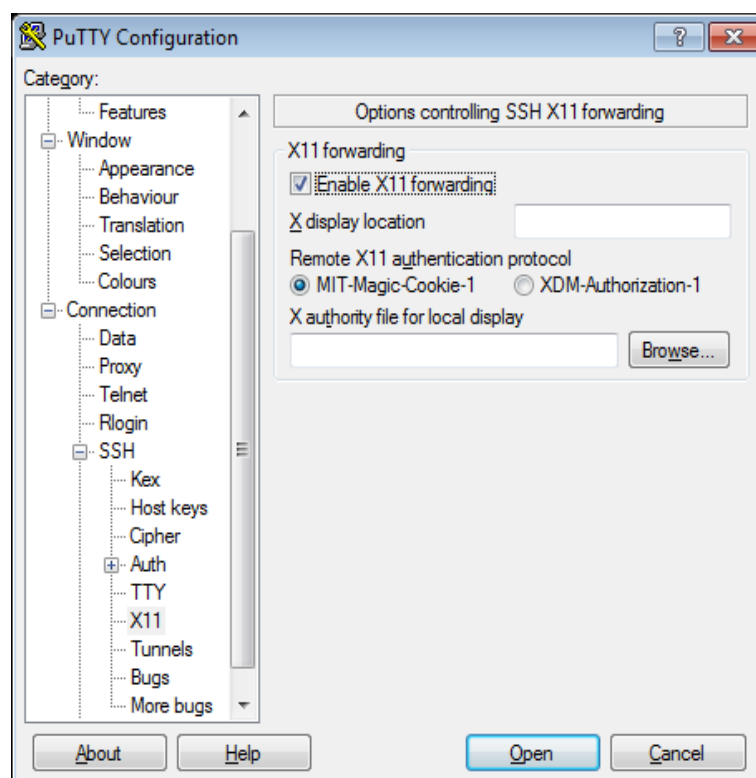 PuTTY Configuration
Category:
Features
Window
Appearance
Behaviour
Translation
Selection
Colours
Connection
Data
Proxy
Telnet
Rlogin
SSH
Kex
Host keys
Cipher
Auth
TTY
X11
Tunnels
Bugs
More bugs
Options controlling SSH X11 forwarding
X11 forwarding
Enable X11 forwarding
X display location
Remote X11 authentication protocol
MIT-Magic-Cookie-1 XDM-Authorization-1
X authority file for local display
Browse...
About Help Open Cancel